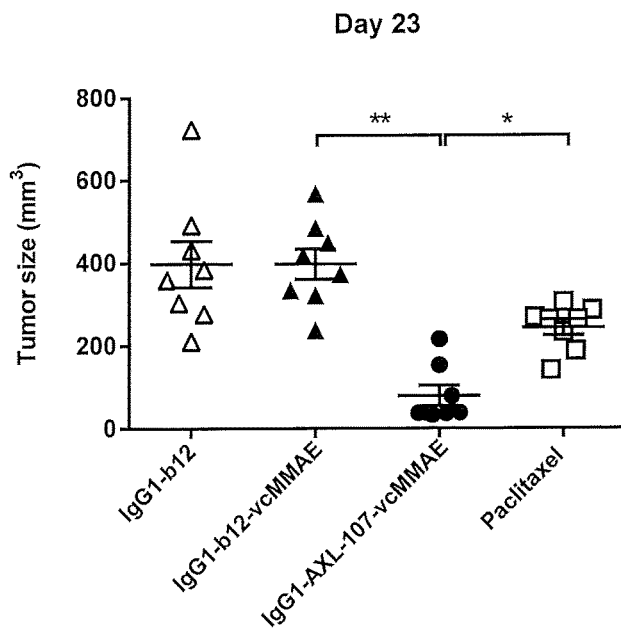 Day 23
800
600
400
200
0
Tumor size (mm³)
**
*
IgG1-b12
IgG1-b12-vcMMAE
IgG1-AXL-107-vcMMAE
Paclitaxel